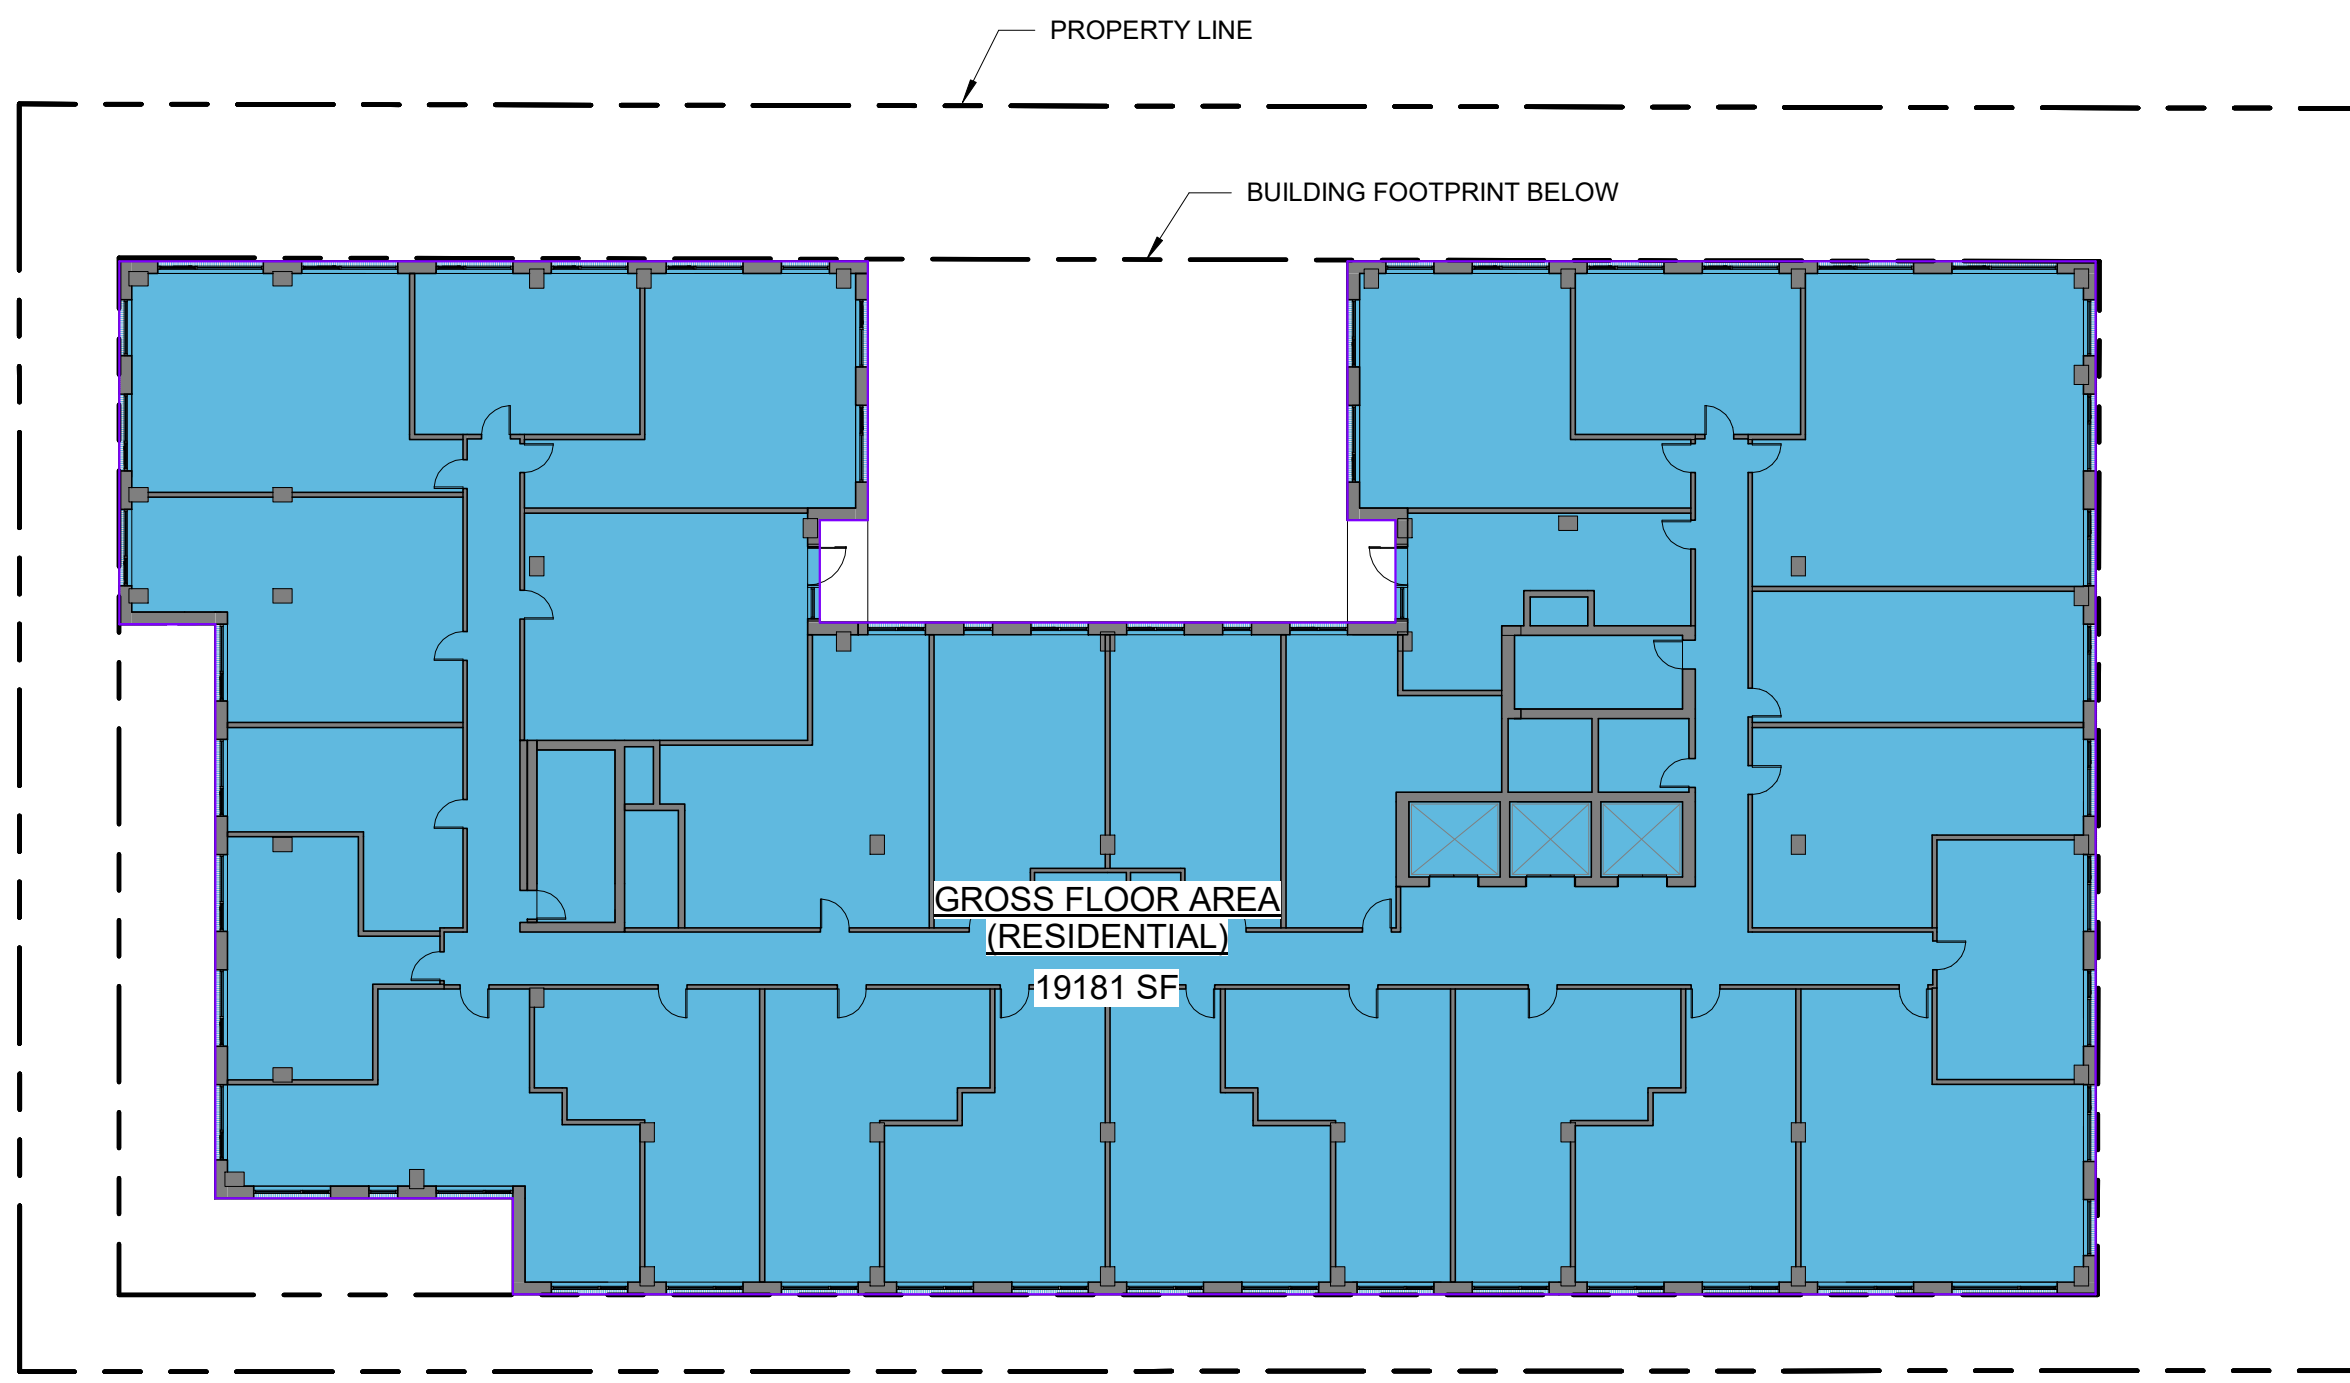 PROPERTY LINE
BUILDING FOOTPRINT BELOW
GROSS FLOOR AREA
(RESIDENTIAL)
19181 SF